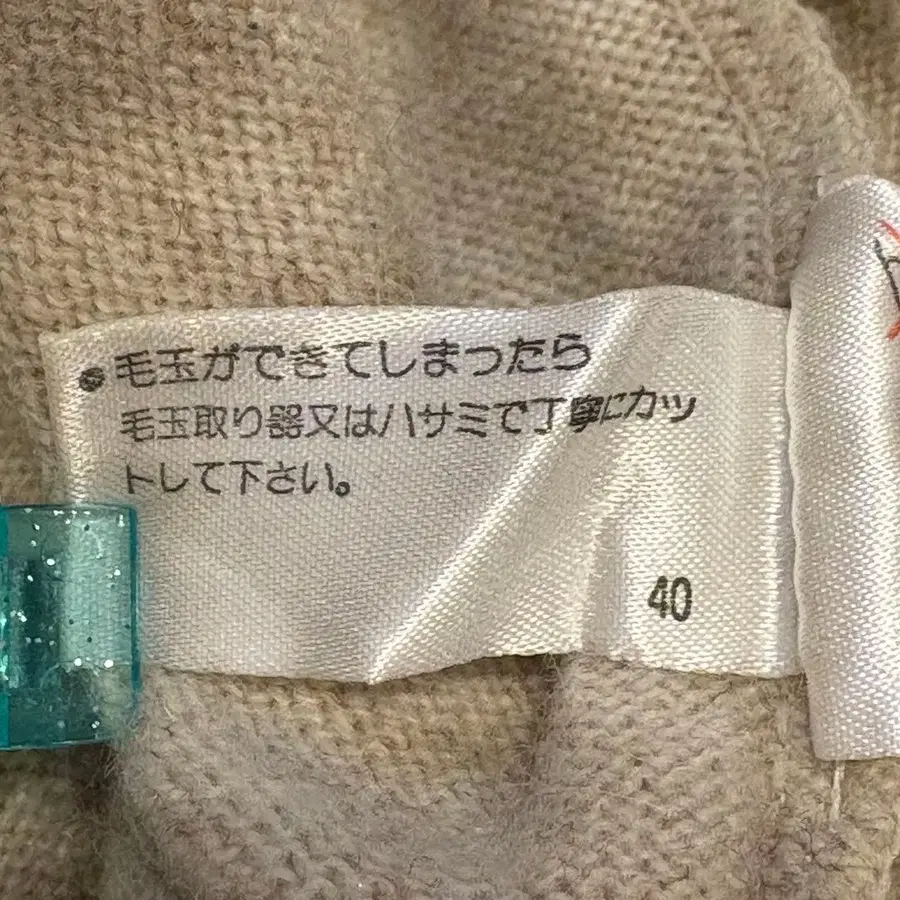 ●毛玉ができてしまったら
毛玉取り器又はハサミで丁寧にカッ
トして下さい。
40